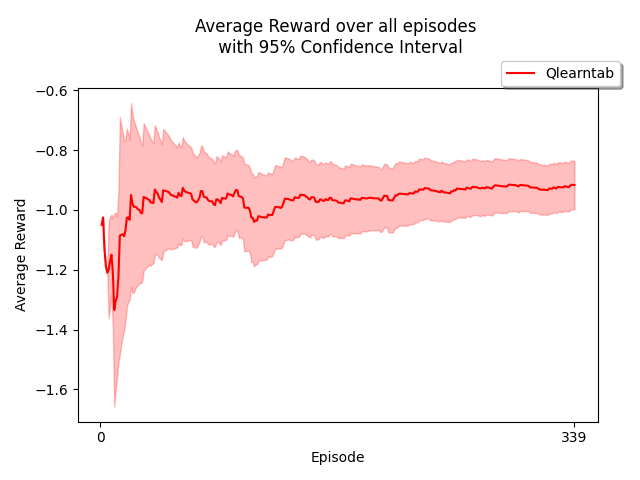 Average Reward over all episodes
with 95% Confidence Interval
Qlearntab
−0.6
−0.8
−1.0
−1.2
−1.4
−1.6
Average Reward
0
339
Episode